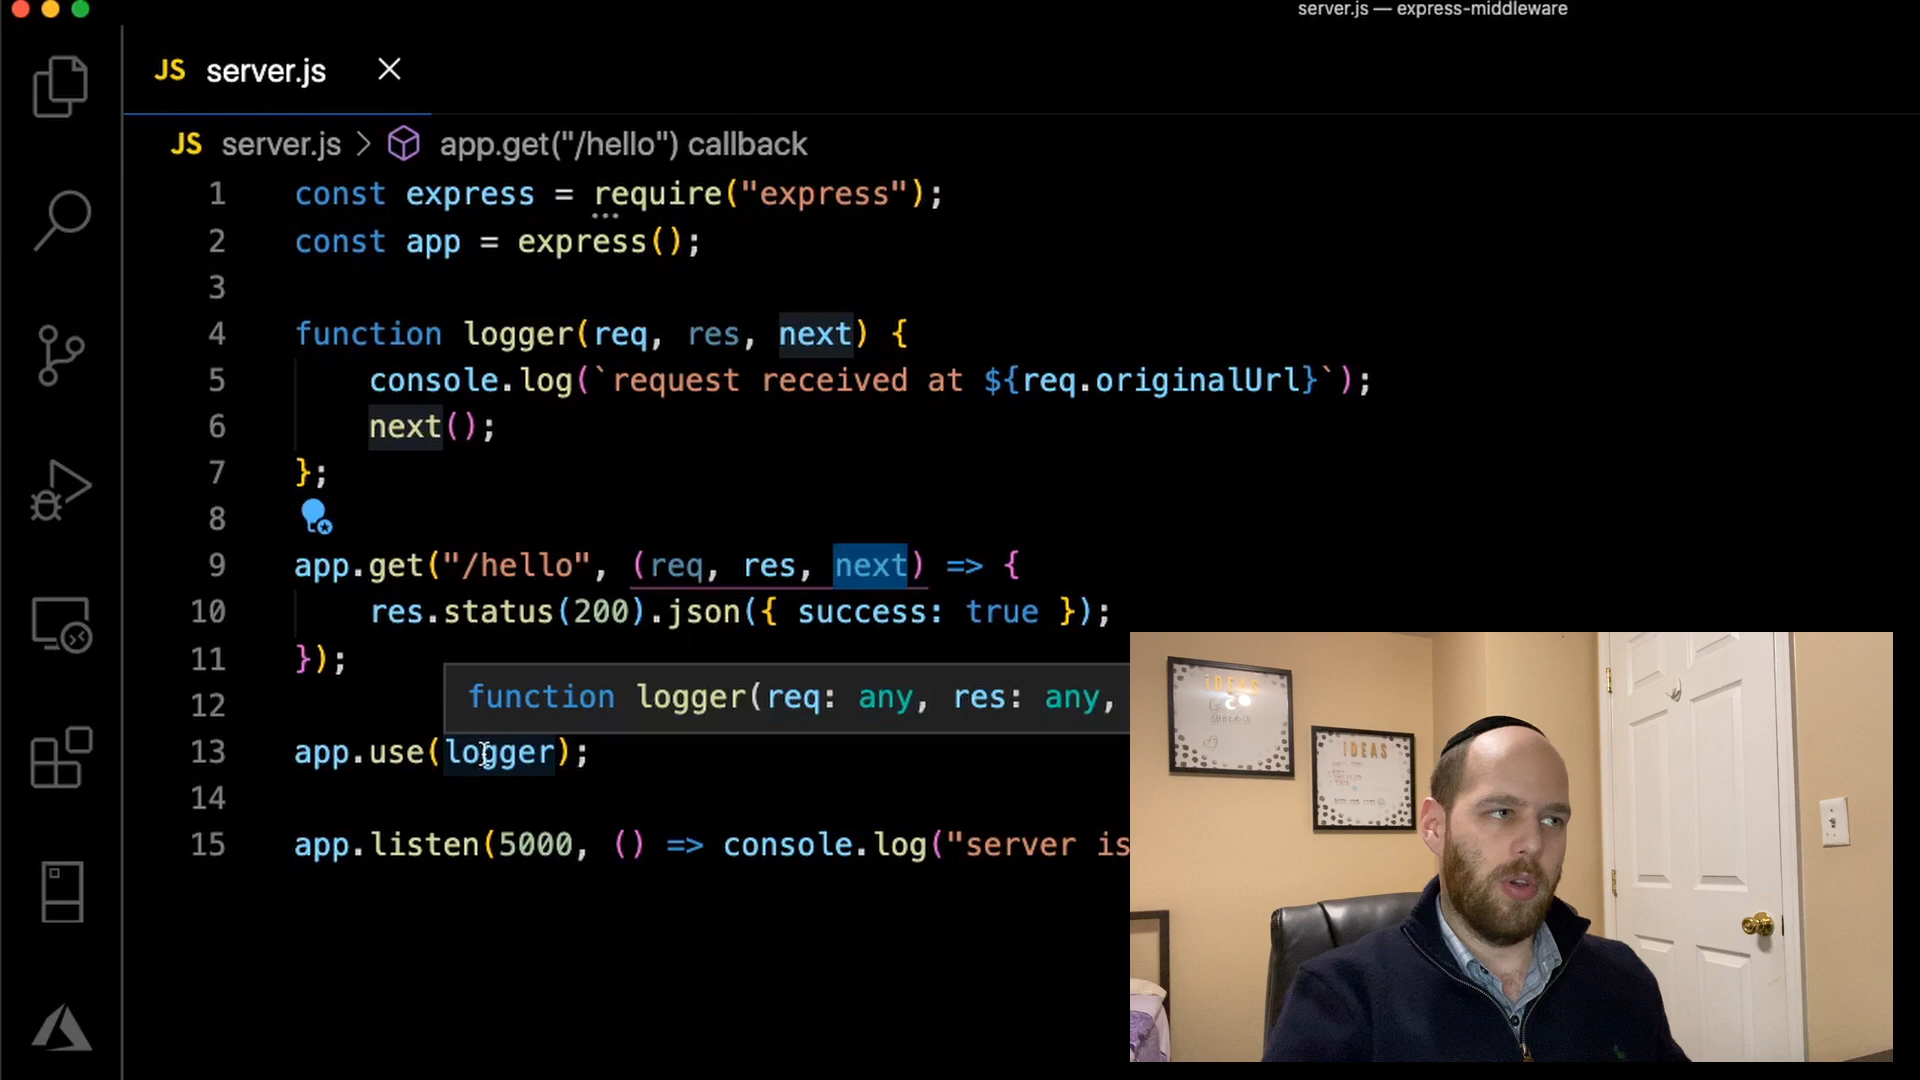 server.js — express-middleware
JS server.js
JS server.js > app.get("/hello") callback
1 const express = require("express");
2 const app = express();
3
4 function logger(req, res, next) {
5 console.log(`request received at ${req.originalUrl}`);
6 next();
7 };
8
9 app.get("/hello", (req, res, next) => {
10 res.status(200).json({ success: true });
11 });
function logger(req: any, res: any,
12
13 app.use(logger);
14
15 app.listen(5000, () => console.log("server is
IDEAS
IDEAS